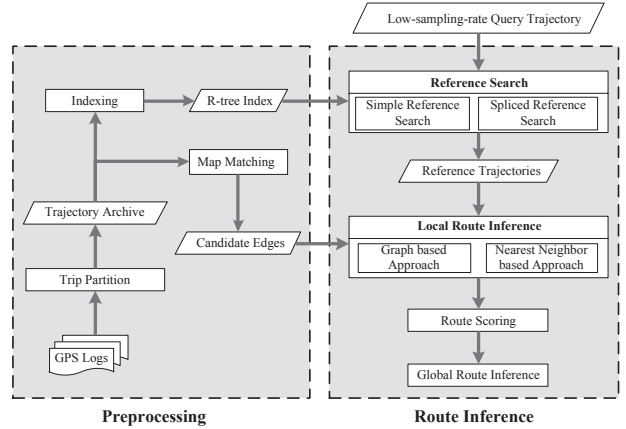 Low-sampling-rate Query Trajectory
Indexing
R-tree Index
Map Matching
Trajectory Archive
Candidate Edges
Trip Partition
GPS Logs
Preprocessing
Reference Search
Simple Reference
Search
Spliced Reference
Search
Reference Trajectories
Local Route Inference
Graph based
Approach
Nearest Neighbor
based Approach
Route Scoring
Global Route Inference
Route Inference